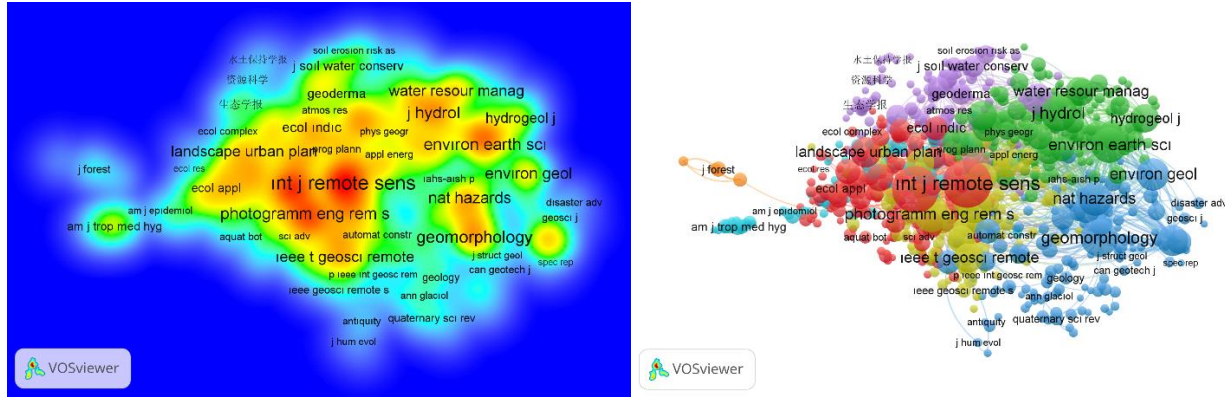 soil erosion risk as
水土保持学报
j soil water conserv
资源科学
geoderma
water resour manag
生态学报
atmos res
j hydrol
hydrogeol j
ecol complex
ecol indic
phys geogr
landscape urban plan
prog plann
appl energ
environ earth sci
j forest
ecol res
environ geol
ecol appl
int j remote sens
nat hazards
am j epidemiol
photogramm eng rem s
disaster adv
geosci j
am j trop med hyg
aquat bot
sci adv
automat constr
geomorphology
ieee t geosci remote
j struct geol
spec rep
p ieee int geosc rem
geology
can geotech j
ieee geosci remote s
ann glaciol
antiquity
quaternary sci rev
j hum evol
VOSviewer
soil erosion risk as
水土保持学报
j soil water conserv
资源科学
geoderma
water resour manag
生态学报
atmos res
j hydrol
hydrogeol j
ecol complex
ecol indic
phys geogr
landscape urban plan
prog plann
appl energ
environ earth sci
j forest
ecol res
iahs-aish p
environ geol
ecol appl
int j remote sens
nat hazards
disaster adv
am j epidemiol
photogramm eng rem s
geosci j
am j trop med hyg
aquat bot
sci adv
automat constr
geomorphology
ieee t geosci remote
j struct geol
can geotech j
spec rep
p ieee int geosc rem
geology
ieee geosci remote s
ann glaciol
antiquity
quaternary sci rev
j hum evol
VOSviewer